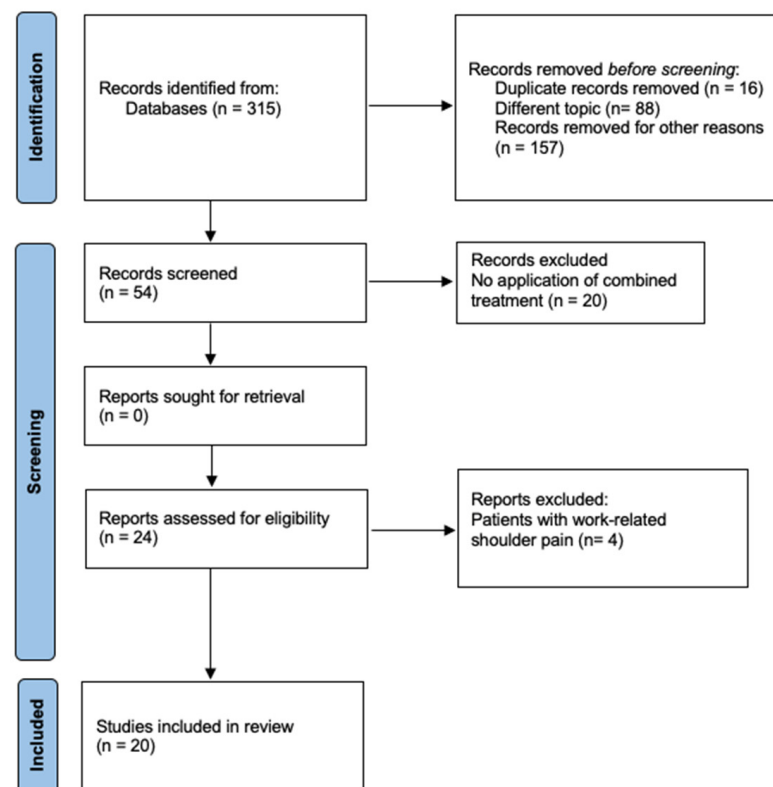 Identification
Records identified from:
Databases (n = 315)
Records removed before screening:
Duplicate records removed (n = 16)
Different topic (n= 88)
Records removed for other reasons
(n = 157)
Screening
Records screened
(n = 54)
Records excluded
No application of combined
treatment (n = 20)
Reports sought for retrieval
(n = 0)
Reports assessed for eligibility
(n = 24)
Reports excluded:
Patients with work-related
shoulder pain (n= 4)
Included
Studies included in review
(n = 20)